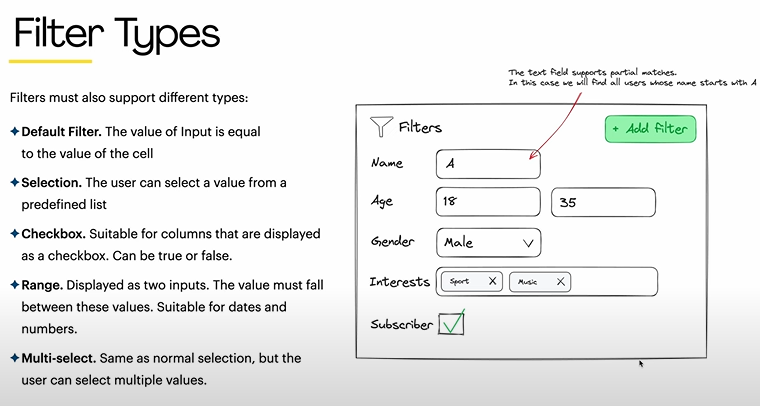 Filter Types
Filters must also support different types:
✦Default Filter. The value of Input is equal
to the value of the cell
✦Selection. The user can select a value from a
predefined list
✦Checkbox. Suitable for columns that are displayed
as a checkbox. Can be true or false.
✦Range. Displayed as two inputs. The value must fall
between these values. Suitable for dates and
numbers.
✦Multi-select. Same as normal selection, but the
user can select multiple values.
The text field supports partial matches.
In this case we will find all users whose name starts with A
Filters
+ Add filter
Name A
Age 18 35
Gender Male
Interests Sport X Music X
Subscriber